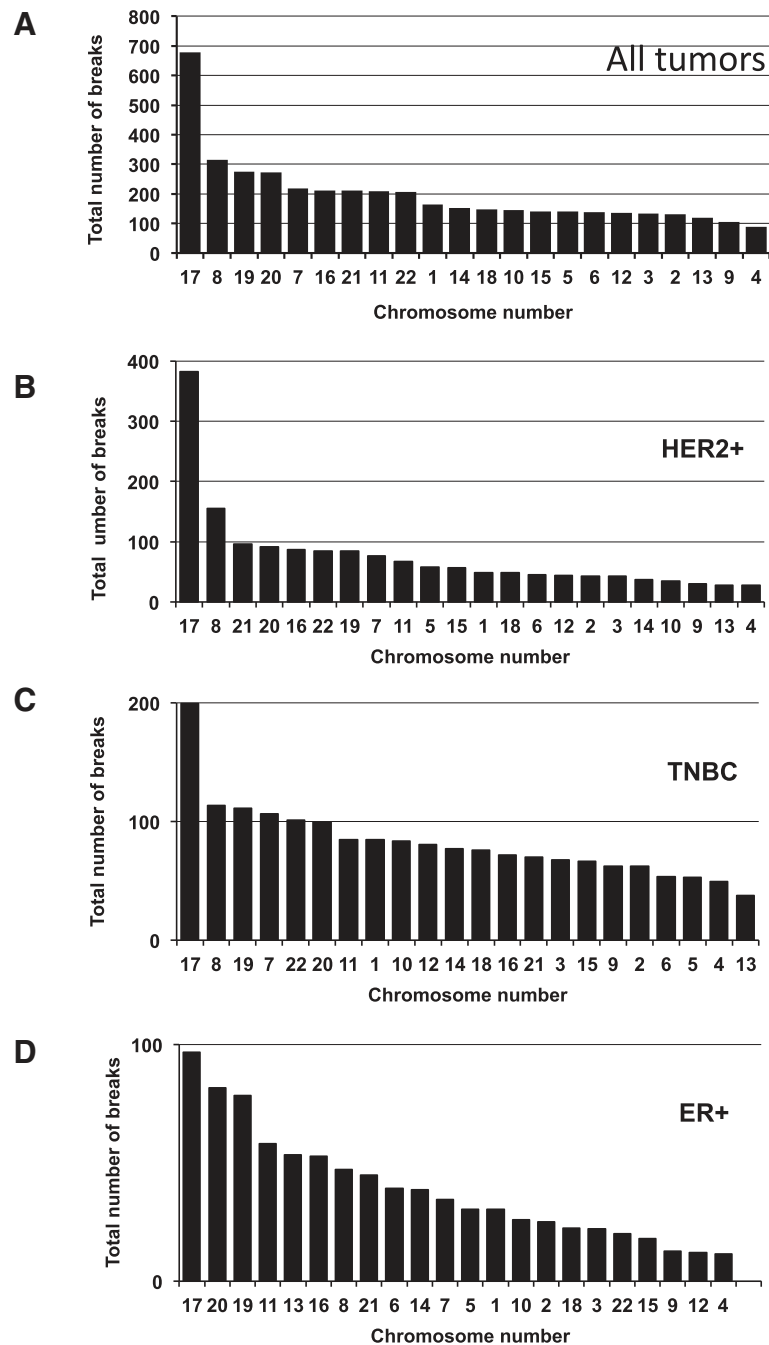 A
Total number of breaks
800
700
600
500
400
300
200
100
0
All tumors
17 8 19 20 7 16 21 11 22 1 14 18 10 15 5 6 12 3 2 13 9 4
Chromosome number
B
Total umber of breaks
400
300
200
100
0
HER2+
17 8 21 20 16 22 19 7 11 5 15 1 18 6 12 2 3 14 10 9 13 4
Chromosome number
C
Total number of breaks
200
100
0
TNBC
17 8 19 7 22 20 11 1 10 12 14 18 16 21 3 15 9 2 6 5 4 13
Chromosome number
D
Total number of breaks
100
0
ER+
17 20 19 11 13 16 8 21 6 14 7 5 1 10 2 18 3 22 15 9 12 4
Chromosome number